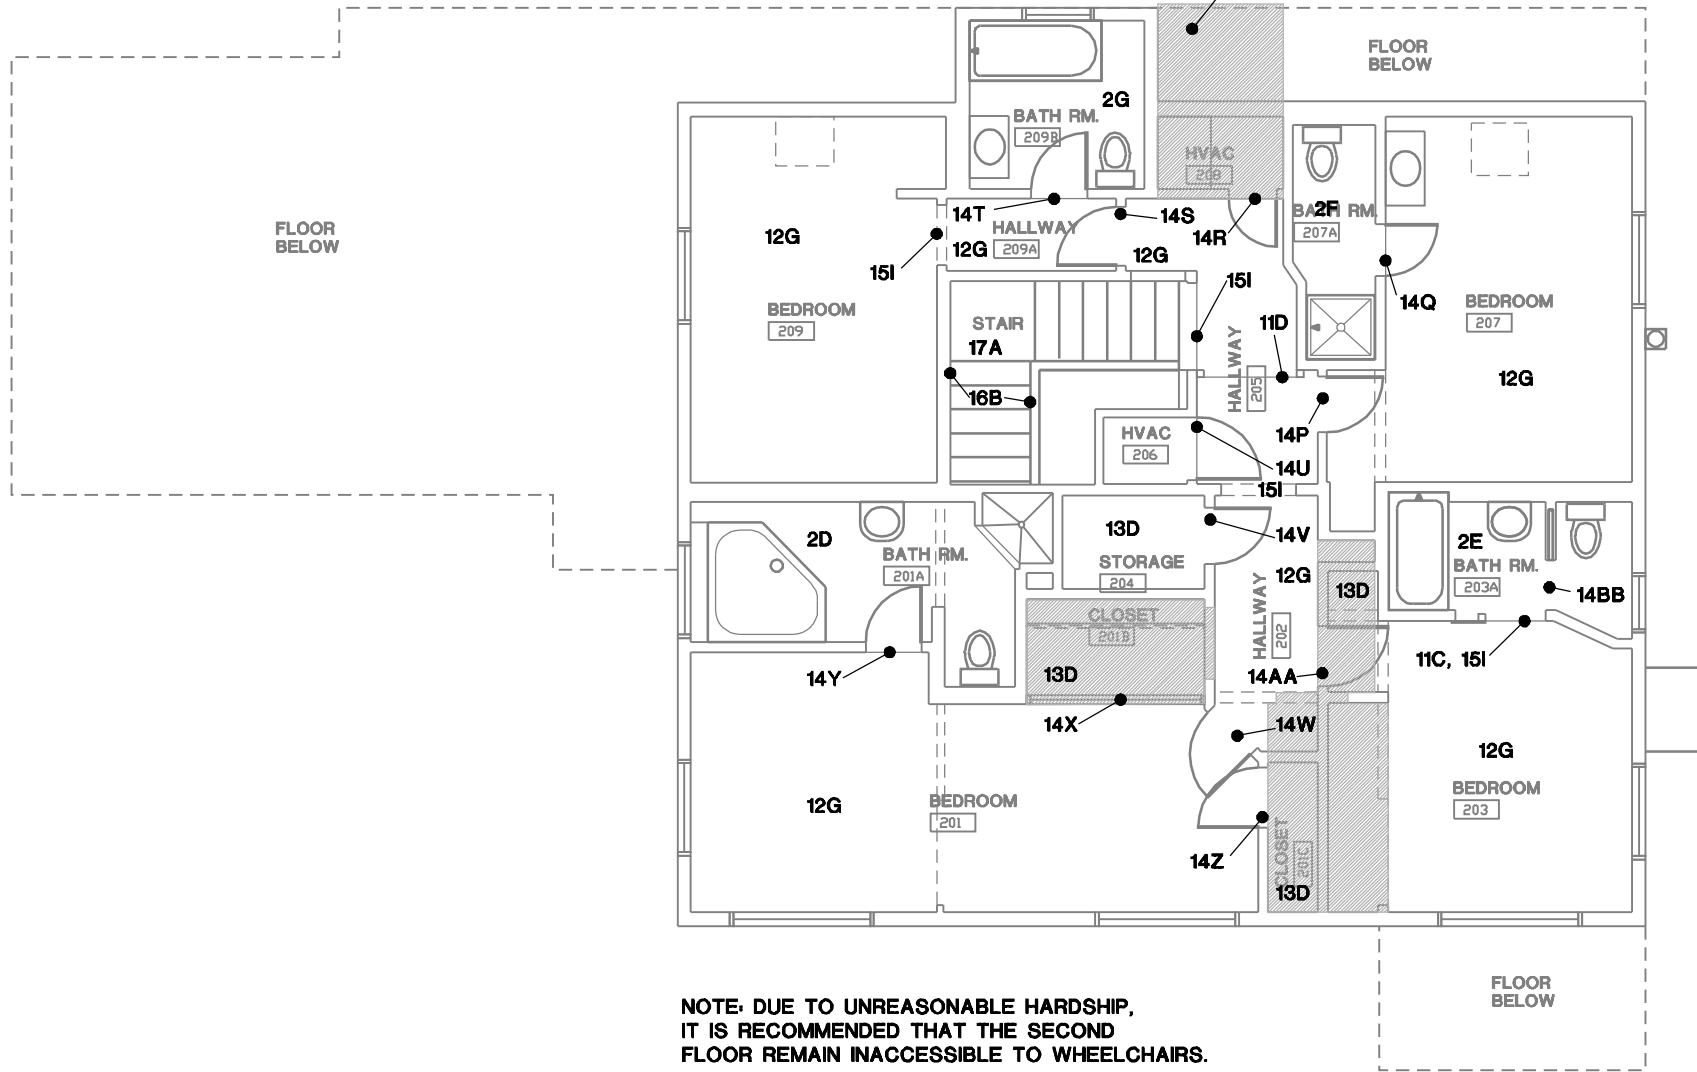 FLOOR
BELOW
2G
BATH RM.
209B
HVAC
208
14T
14S
HALLWAY
209A
12G
14R
12G
2F
BATH RM.
207A
FLOOR
BELOW
12G
15I
15I
14Q
BEDROOM
209
BEDROOM
207
STAIR
17A
11D
HALLWAY
205
12G
16B
HVAC
206
14P
14U
15I
2D
BATH RM.
201A
13D
STORAGE
204
14V
12G
2E
BATH RM.
203A
13D
14BB
CLOSET
201B
13D
HALLWAY
202
14AA
11C, 15I
14Y
14X
14W
12G
BEDROOM
203
12G
BEDROOM
201
14Z
CLOSET
201C
13D
FLOOR
BELOW
NOTE: DUE TO UNREASONABLE HARDSHIP,
IT IS RECOMMENDED THAT THE SECOND
FLOOR REMAIN INACCESSIBLE TO WHEELCHAIRS.